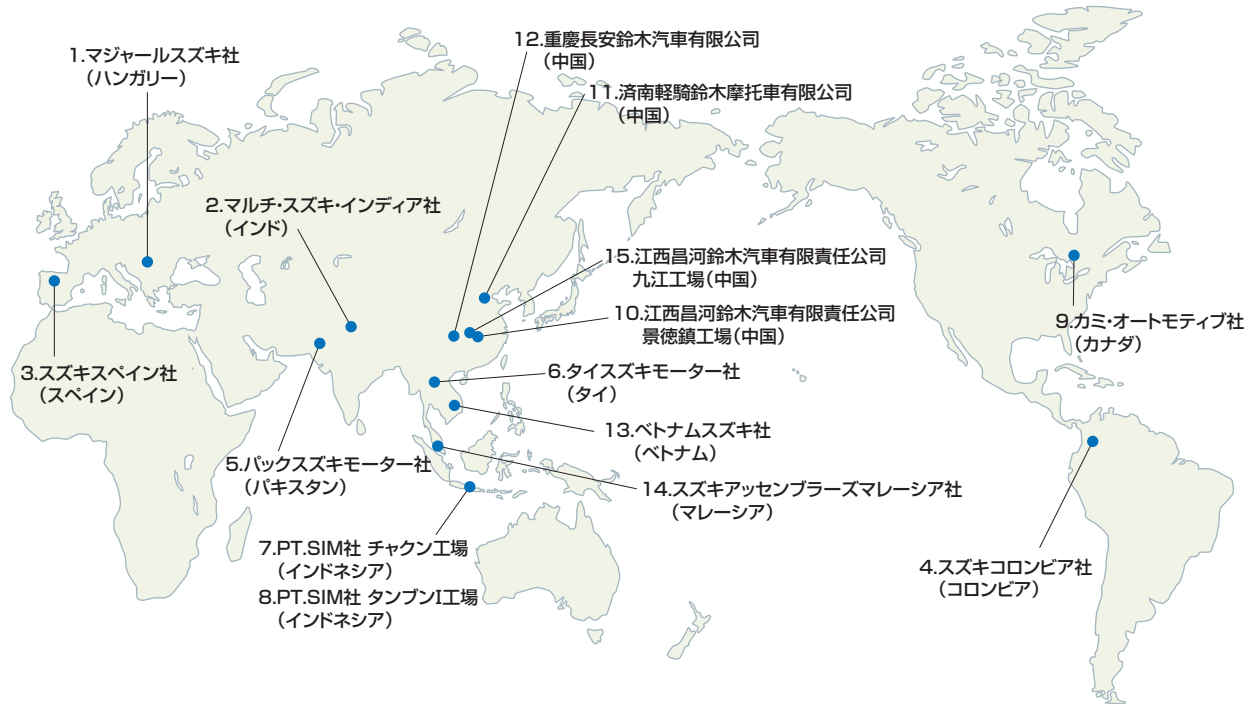 1.マジャールスズキ社
（ハンガリー）
12.重慶長安鈴木汽車有限公司
（中国）
11.済南軽騎鈴木摩托車有限公司
（中国）
2.マルチ・スズキ・インディア社
（インド）
15.江西昌河鈴木汽車有限責任公司
九江工場（中国）
10.江西昌河鈴木汽車有限責任公司
景徳鎮工場（中国）
9.カミ・オートモティブ社
（カナダ）
3.スズキスペイン社
（スペイン）
6.タイスズキモーター社
（タイ）
13.ベトナムスズキ社
（ベトナム）
5.パックスズキモーター社
（パキスタン）
14.スズキアッセンブラーズマレーシア社
（マレーシア）
7.PT.SIM社 チャクン工場
（インドネシア）
8.PT.SIM社 タンブンI工場
（インドネシア）
4.スズキコロンビア社
（コロンビア）